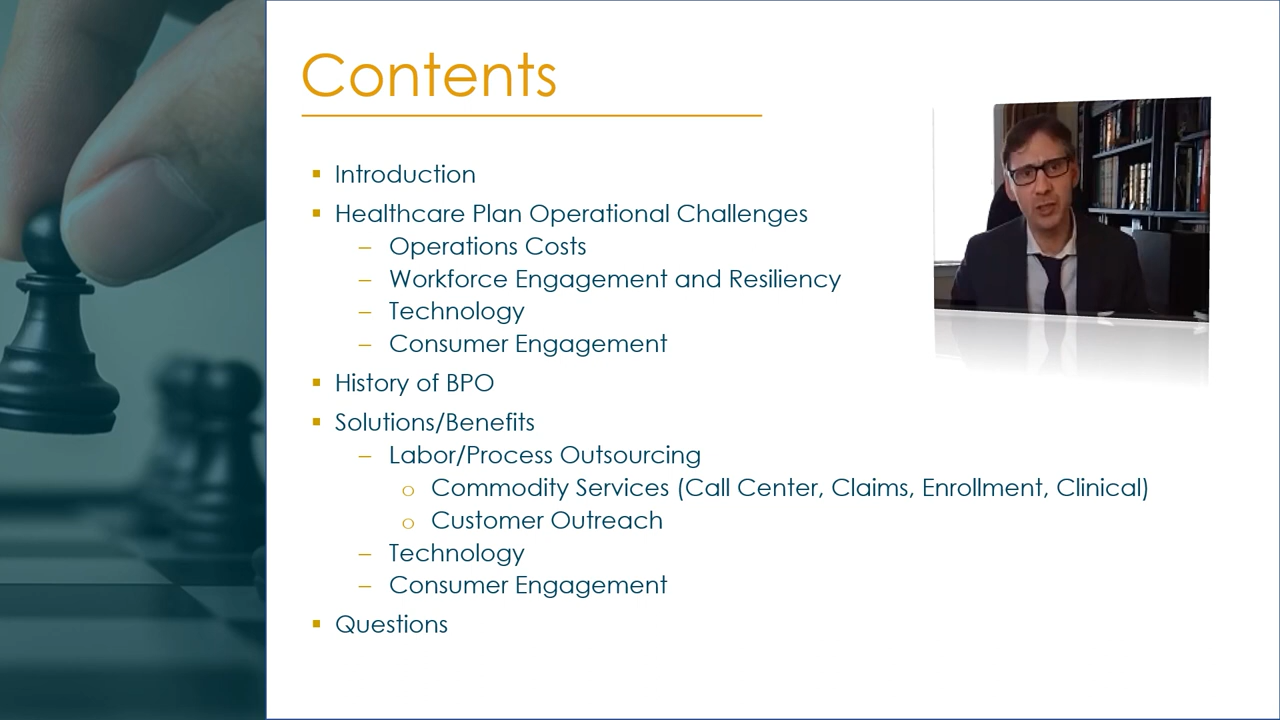 Contents
Introduction
Healthcare Plan Operational Challenges
Operations Costs
Workforce Engagement and Resiliency
Technology
Consumer Engagement
History of BPO
Solutions/Benefits
Labor/Process Outsourcing
Commodity Services (Call Center, Claims, Enrollment, Clinical)
Customer Outreach
Technology
Consumer Engagement
Questions